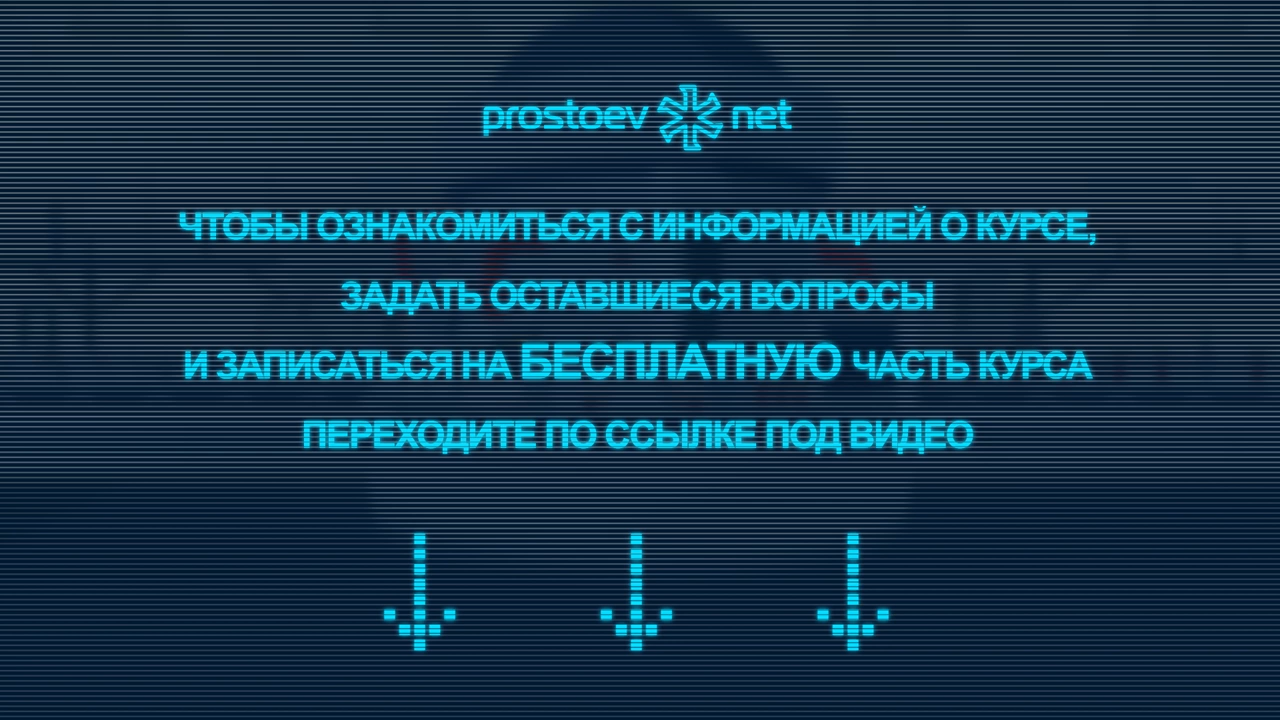 prostoev net
ЧТОБЫ ОЗНАКОМИТЬСЯ С ИНФОРМАЦИЕЙ О КУРСЕ,
ЗАДАТЬ ОСТАВШИЕСЯ ВОПРОСЫ
И ЗАПИСАТЬСЯ НА БЕСПЛАТНУЮ ЧАСТЬ КУРСА
ПЕРЕХОДИТЕ ПО ССЫЛКЕ ПОД ВИДЕО